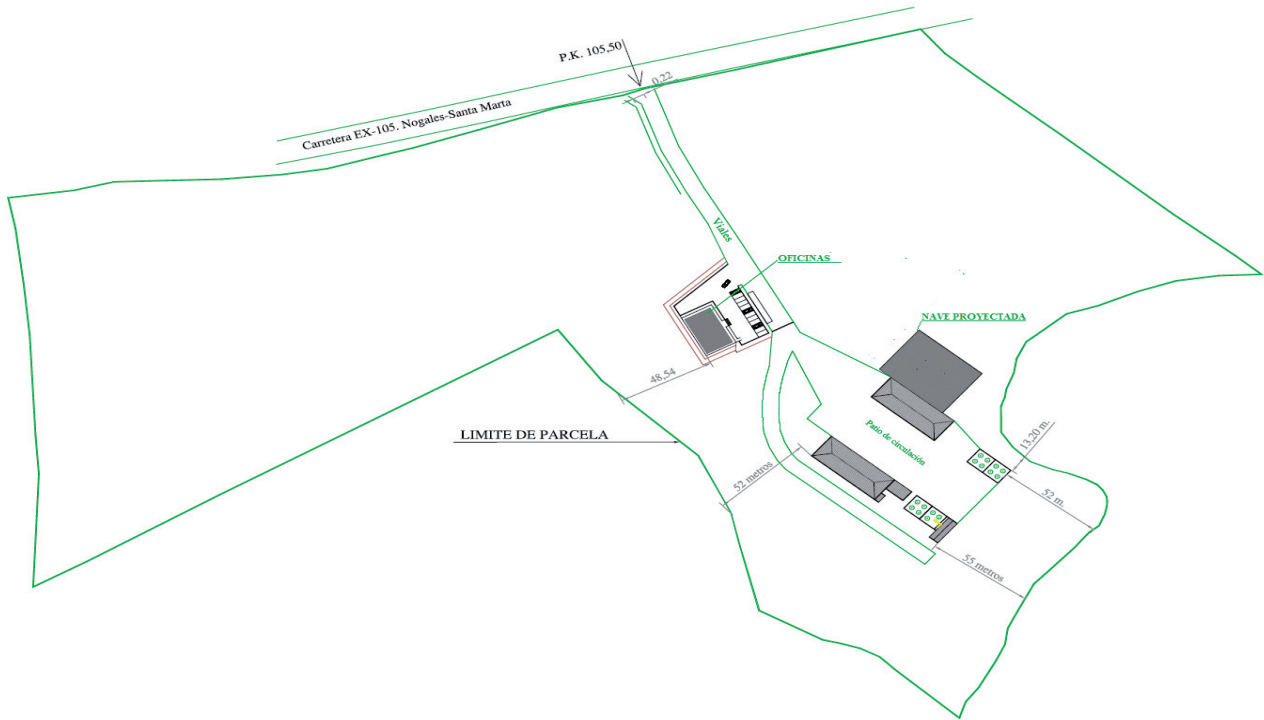 P.K. 105,50
0,22
Carretera EX-105. Nogales-Santa Marta
Viales
OFICINAS
NAVE PROYECTADA
48,54
LIMITE DE PARCELA
Patio de circulación
13,20 m.
52 metros
52 m.
55 metros